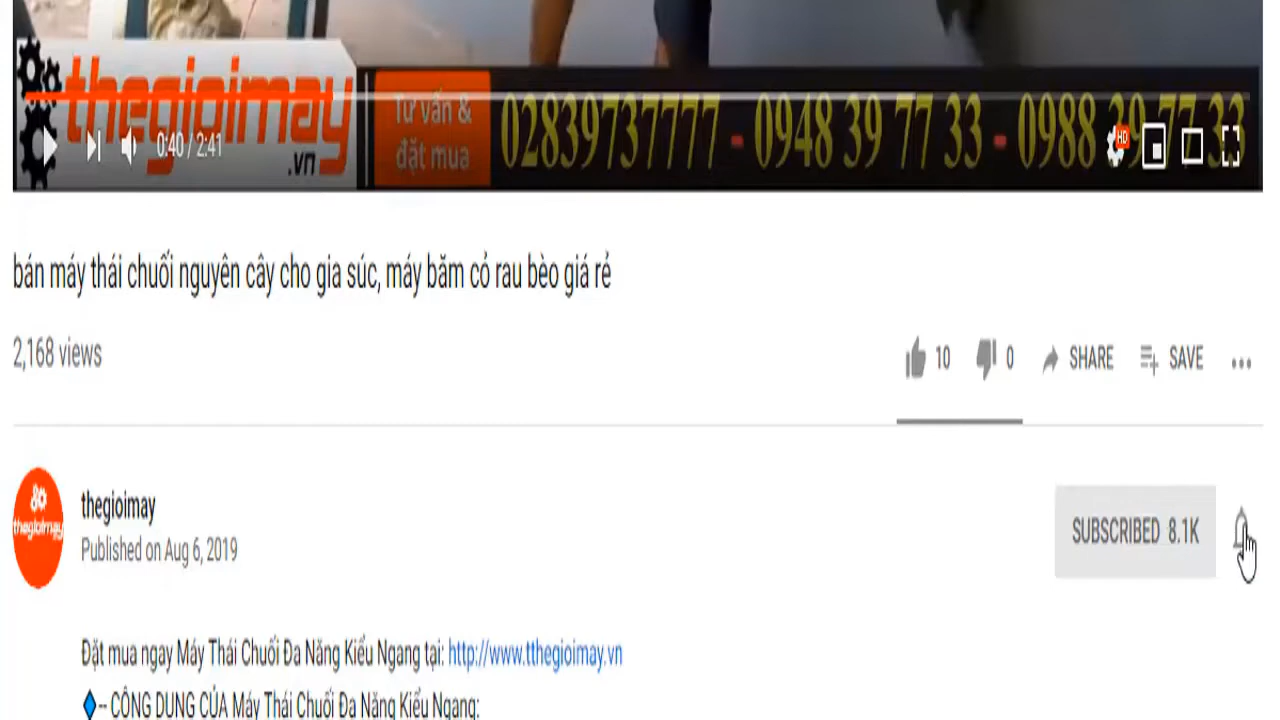 thegioimay
.vn
Tư vấn &
đặt mua
02839737777 - 0948 39 77 33 - 0988 39 77 33
0:40 / 2:41
HD
bán máy thái chuối nguyên cây cho gia súc, máy băm cỏ rau bèo giá rẻ
2,168 views
10 0 SHARE SAVE
thegioimay
thegioimay
Published on Aug 6, 2019
SUBSCRIBED 8.1K
Đặt mua ngay Máy Thái Chuối Đa Năng Kiểu Ngang tại: http://www.tthegioimay.vn
-- CÔNG DỤNG CỦA Máy Thái Chuối Đa Năng Kiểu Ngang: